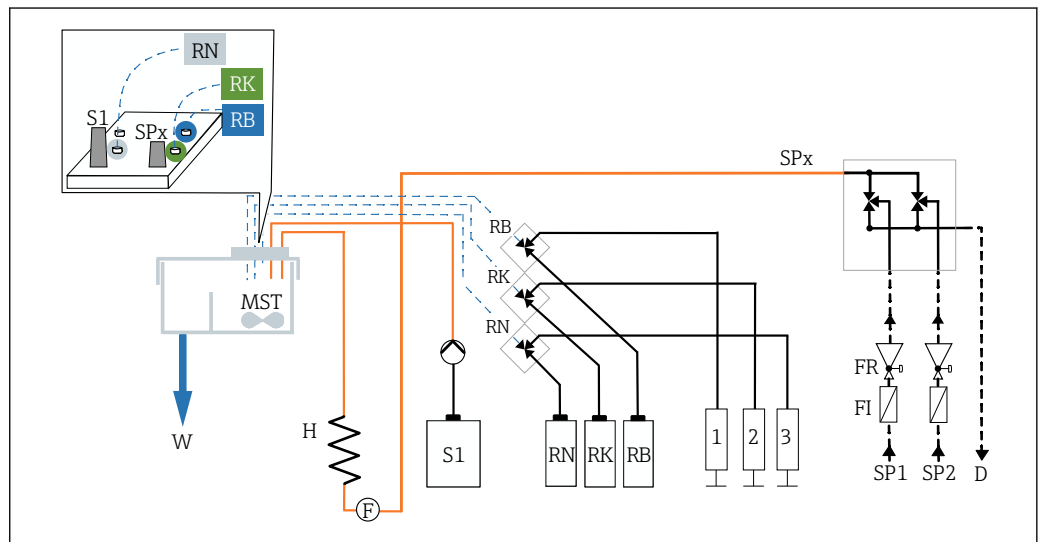 RN
RK
RB
S1
SPx
SPx
RB
RK
RN
MST
W
H
F
S1
RN
RK
RB
1
2
3
FR
FI
SP1
SP2
D